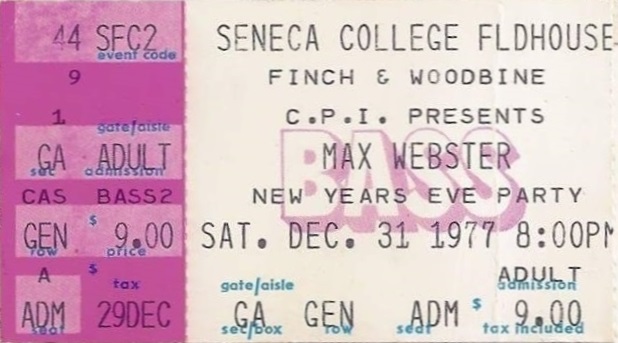 44 SFC2
event code
9
1
gate/aisle
GA ADULT
sec admission
CAS BASS2
GEN $ 9.00
row price
A $
tax
ADM 29DEC
seat
SENECA COLLEGE FLDHOUSE
FINCH & WOODBINE
C.P.I. PRESENTS
BASS
MAX WEBSTER
NEW YEARS EVE PARTY
SAT. DEC. 31 1977 8:00PM
ADULT
gate/aisle admission
GA GEN ADM $ 9.00
sec/box row seat tax included